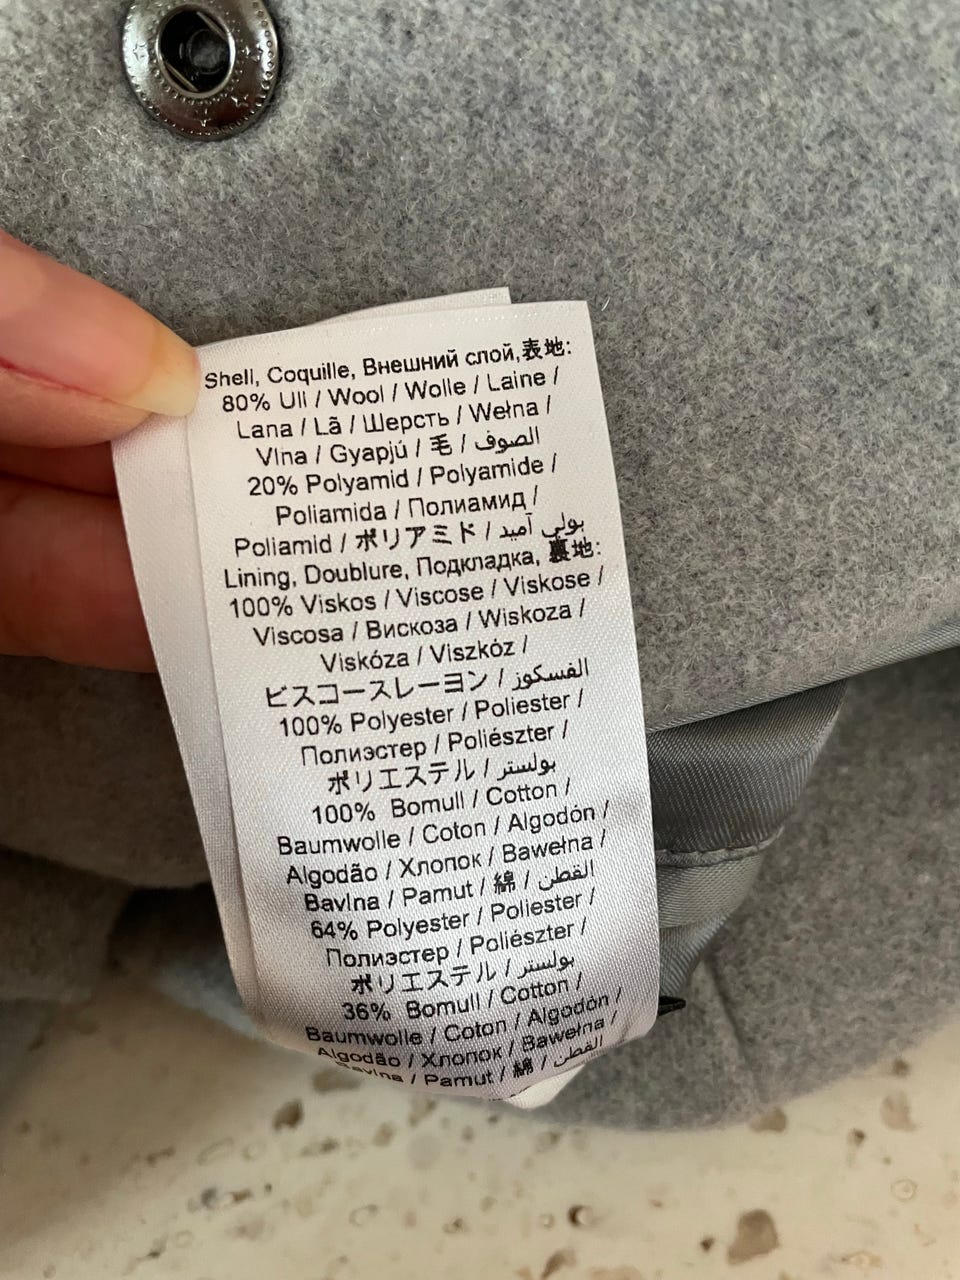 Shell, Coquille, Внешний слой,表地:
80% Ull / Wool / Wolle / Laine /
Lana / Lã / Шерсть / Wełna /
Vlna / Gyapjú / 毛 / الصوف
20% Polyamid / Polyamide /
Poliamida / Полиамид /
Poliamid / ポリアミド / بولي آميد
Lining, Doublure, Подкладка, 裏地:
100% Viskos / Viscose / Viskose /
Viscosa / Вискоза / Wiskoza /
Viskóza / Viszkóz /
ビスコースレーヨン / الفسكوز
100% Polyester / Poliester /
Полиэстер / Poliészter /
ポリエステル / بولستر
100% Bomull / Cotton /
Baumwolle / Coton / Algodón /
Algodão / Хлопок / Bawełna /
Bavlna / Pamut / 綿 / القطن
64% Polyester / Poliester /
Полиэстер / Poliészter /
ポリエステル / بولستر
36% Bomull / Cotton /
Baumwolle / Coton / Algodón /
Algodão / Хлопок / Bawełna /
Bavlna / Pamut / 綿 / القطن